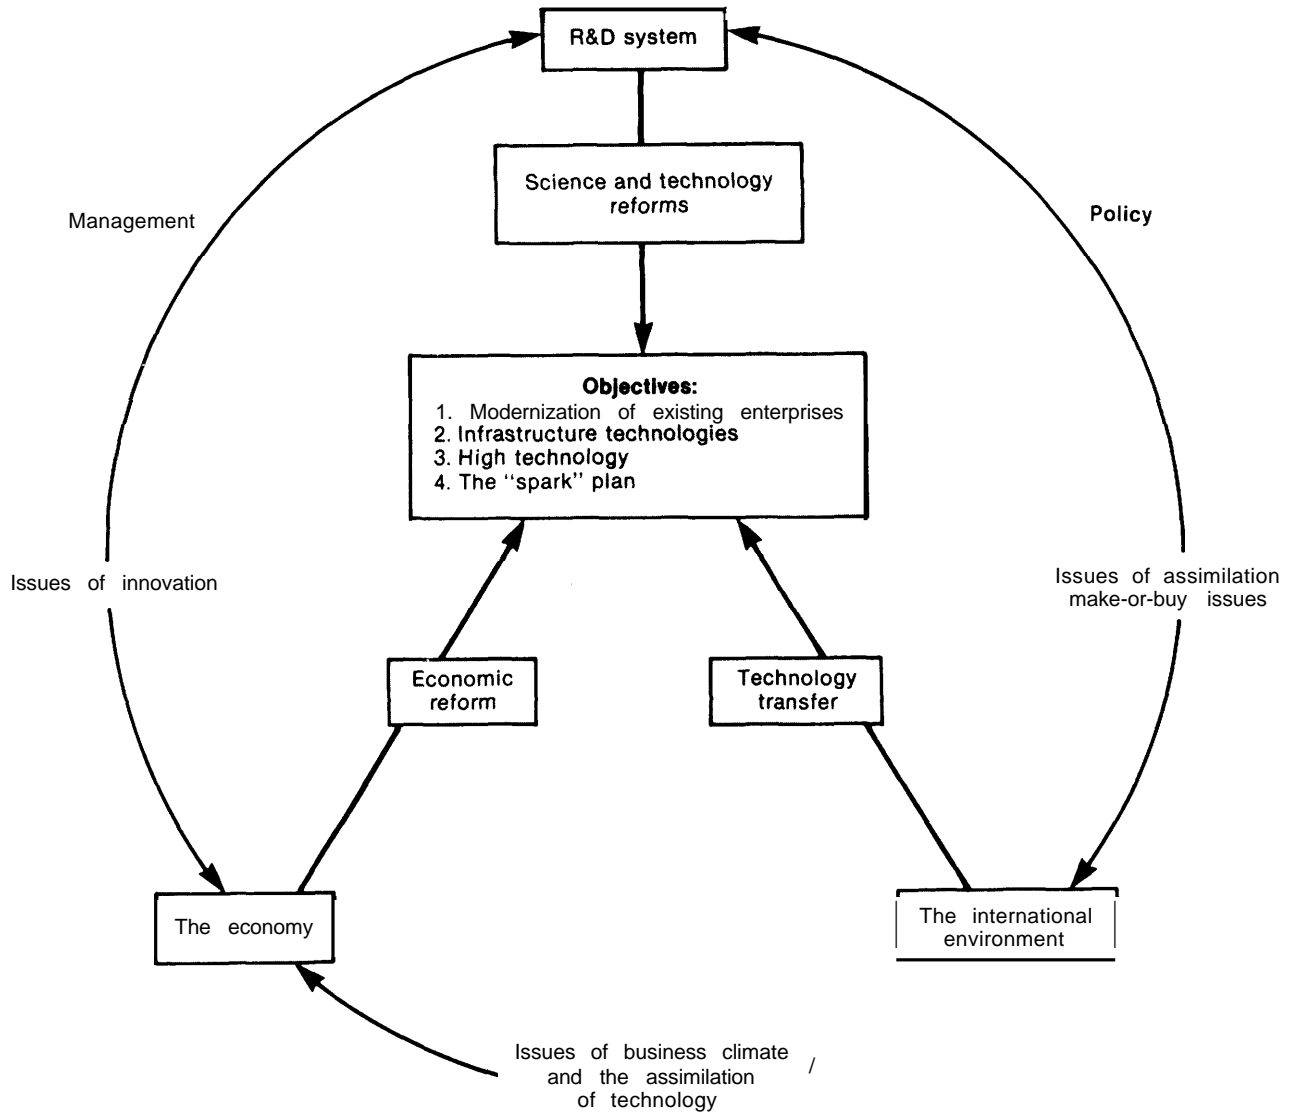 R&D system
Science and technology
reforms
Management
Policy
Objectives:
1. Modernization of existing enterprises
2. Infrastructure technologies
3. High technology
4. The "spark" plan
Issues of innovation
Issues of assimilation
make-or-buy issues
Economic
reform
Technology
transfer
The economy
The international
environment
Issues of business climate
and the assimilation
of technology